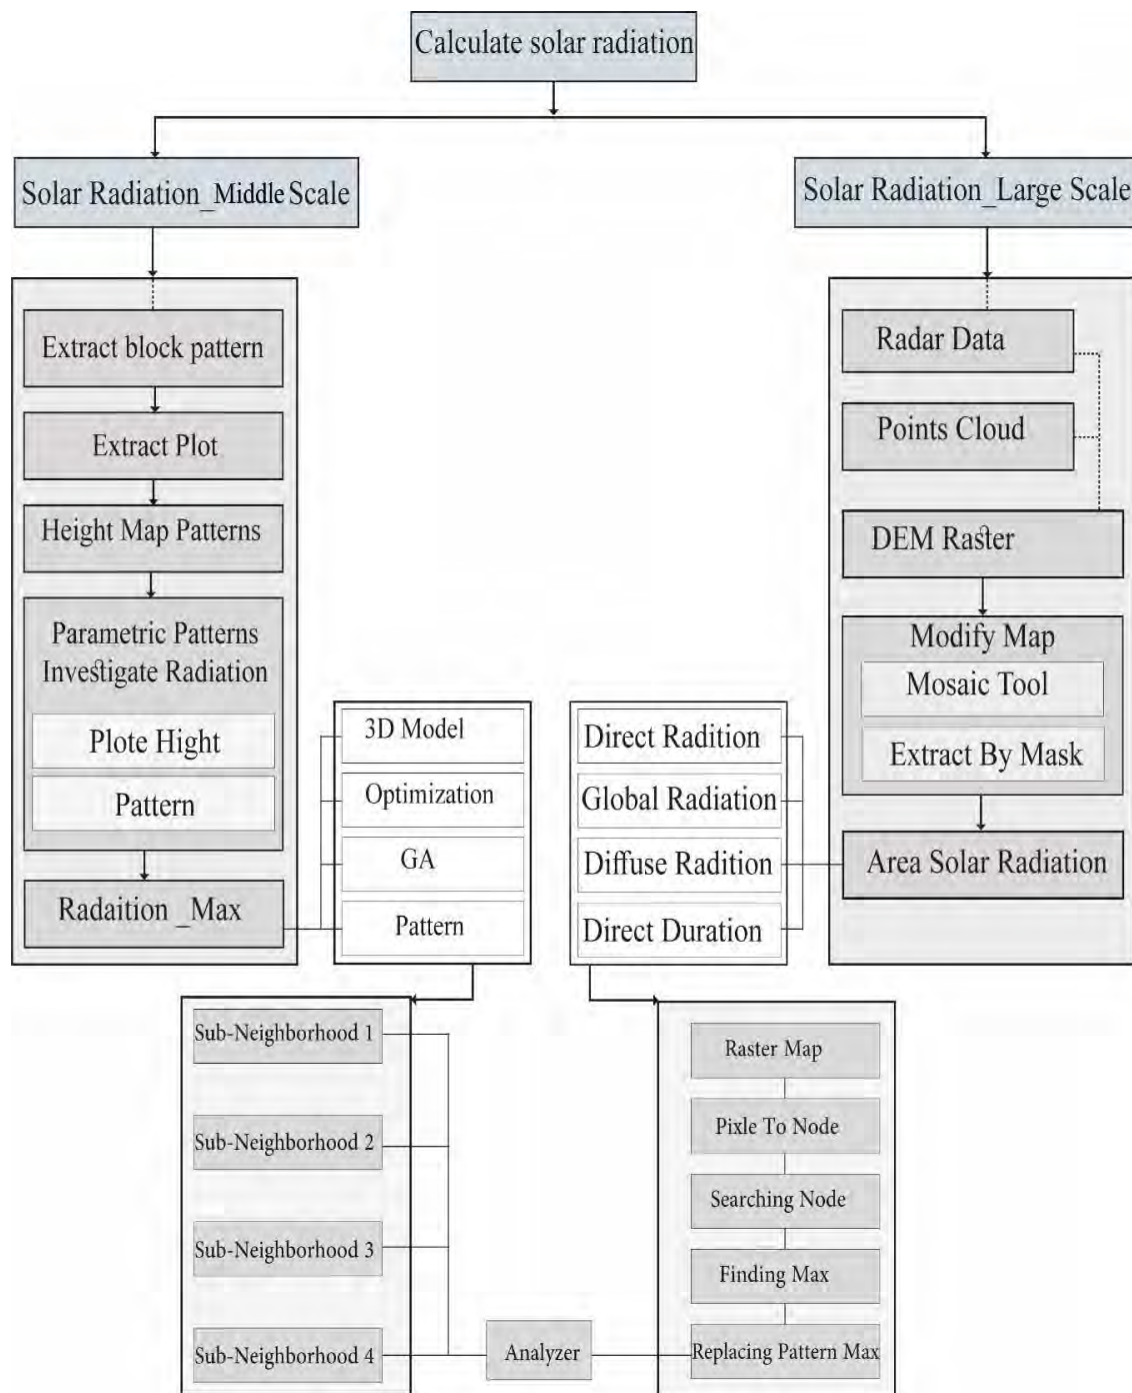 Calculate solar radiation
Solar Radiation_Middle Scale
Solar Radiation_Large Scale
Extract block pattern
Extract Plot
Height Map Patterns
Parametric Patterns
Investigate Radiation
Plote Hight
Pattern
Radaition _Max
3D Model
Optimization
GA
Pattern
Direct Radition
Global Radiation
Diffuse Radition
Direct Duration
Radar Data
Points Cloud
DEM Raster
Modify Map
Mosaic Tool
Extract By Mask
Area Solar Radiation
Sub-Neighborhood 1
Sub-Neighborhood 2
Sub-Neighborhood 3
Sub-Neighborhood 4
Analyzer
Raster Map
Pixle To Node
Searching Node
Finding Max
Replacing Pattern Max